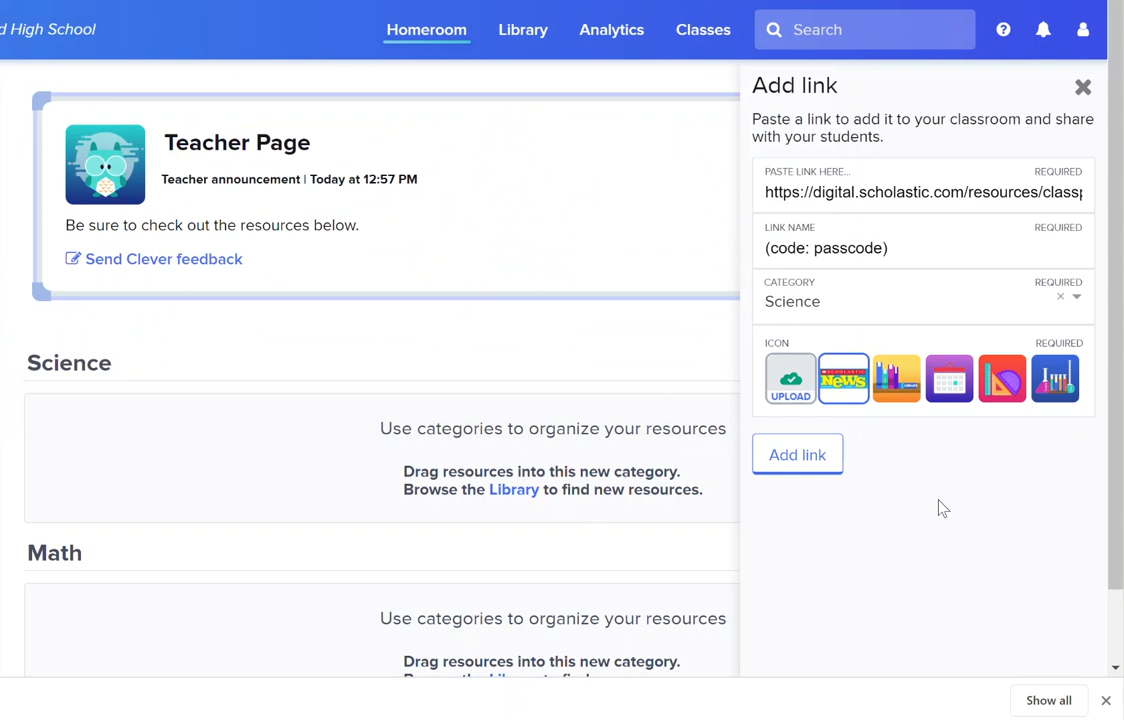 d High School
Homeroom
Library
Analytics
Classes
Search
Teacher Page
Teacher announcement | Today at 12:57 PM
Be sure to check out the resources below.
Send Clever feedback
Science
Use categories to organize your resources
Drag resources into this new category.
Browse the Library to find new resources.
Math
Use categories to organize your resources
Drag resources into this new category.
Add link
Paste a link to add it to your classroom and share
with your students.
PASTE LINK HERE... REQUIRED
https://digital.scholastic.com/resources/classp
LINK NAME REQUIRED
(code: passcode)
CATEGORY REQUIRED
Science
ICON REQUIRED
UPLOAD
SCHOLASTIC
News
Add link
Show all